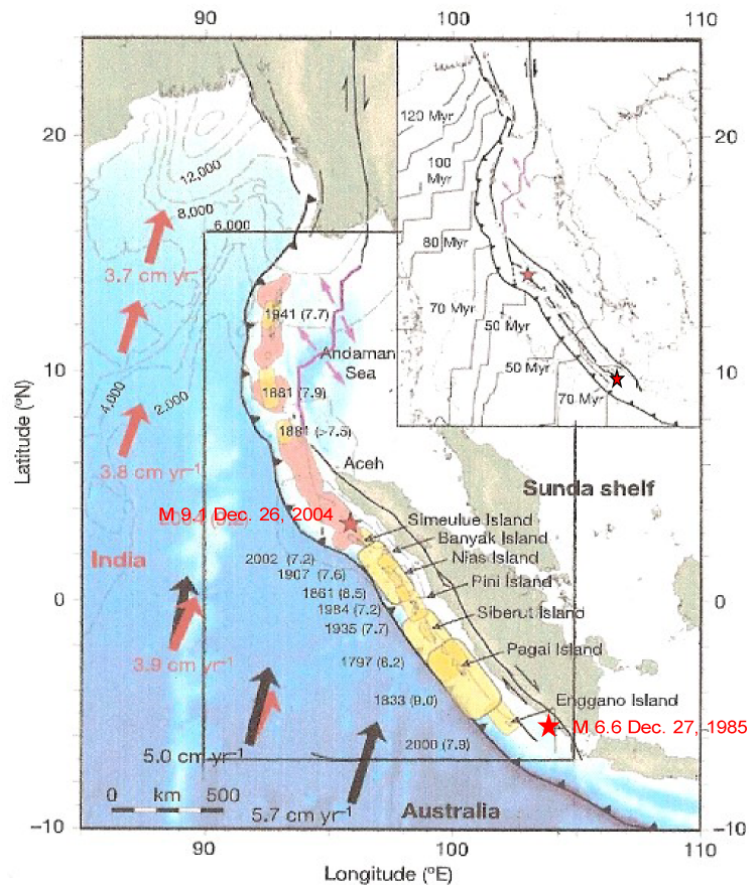 90
100
110
120 Myr
100
Myr
80 Myr
70
Myr
50
Myr
50 Myr
70 Myr
20
20
12,000
8,000
6,000
3.7 cm yr⁻¹
1941 (7.7)
Andaman
Sea
10
10
4,000
2,000
1881 (7.9)
1881 (>7.5)
3.8 cm yr⁻¹
Aceh
Sunda shelf
M 9.1 Dec. 26, 2004
Simeulue Island
Banyak Island
Nias Island
India
2002 (7.2)
1907 (7.6)
Pini Island
1861 (8.5)
0
0
1984 (7.2)
Siberut Island
1935 (7.7)
3.9 cm yr⁻¹
Pagai Island
1797 (8.2)
1833 (9.0)
Enggano Island
M 6.6 Dec. 27, 1985
2000 (7.9)
5.0 cm yr⁻¹
0 km 500
5.7 cm yr⁻¹
Australia
−10
−10
90
100
110
Latitude (°N)
Longitude (°E)